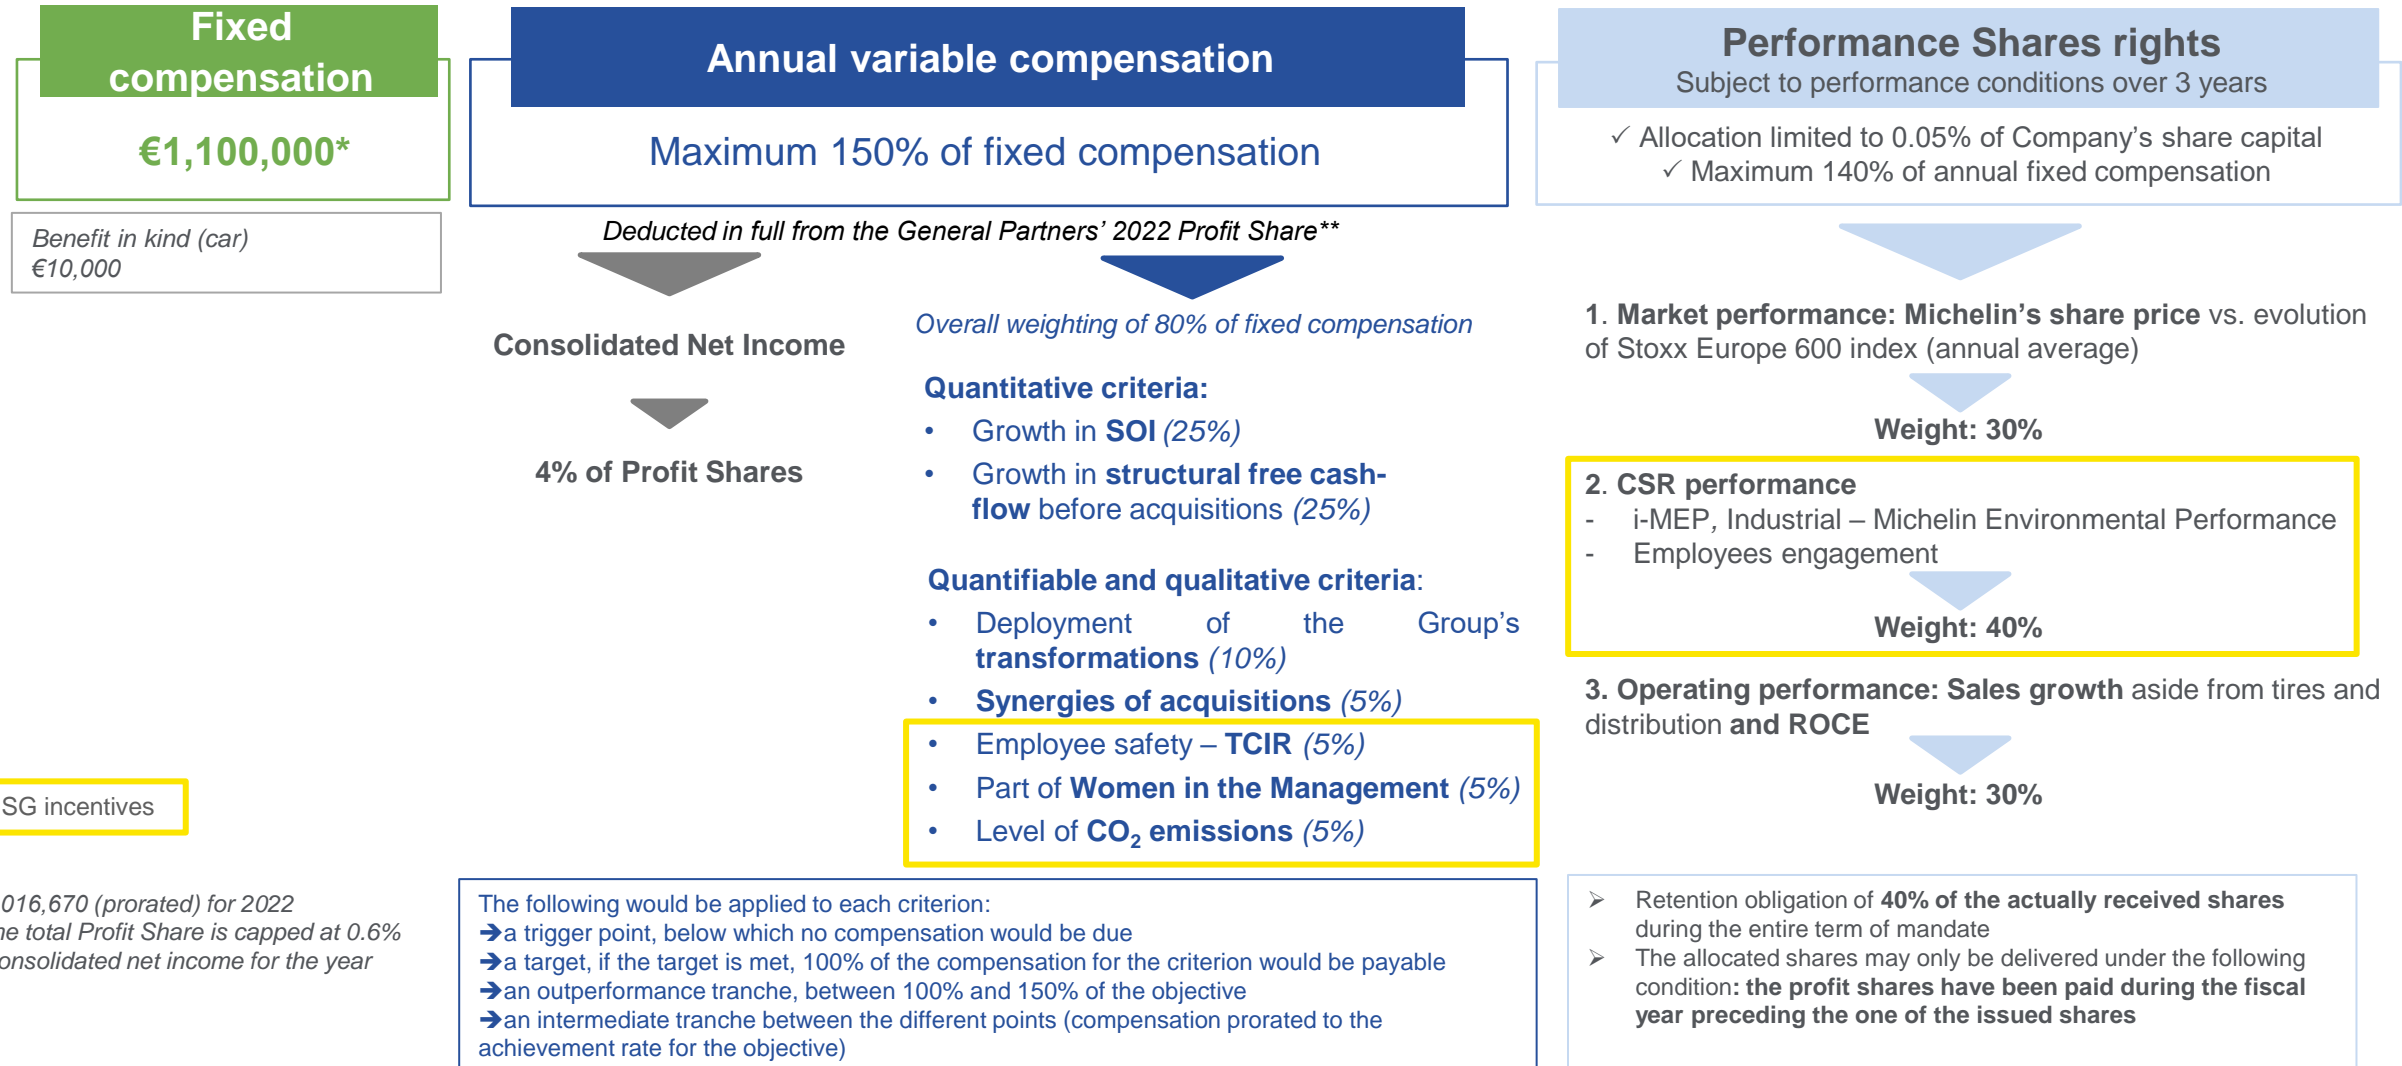 Fixed
compensation
€1,100,000*
Benefit in kind (car)
€10,000
Annual variable compensation
Maximum 150% of fixed compensation
Deducted in full from the General Partners’ 2022 Profit Share**
Consolidated Net Income
4% of Profit Shares
Overall weighting of 80% of fixed compensation
Quantitative criteria:
• Growth in SOI (25%)
• Growth in structural free cash-
flow before acquisitions (25%)
Quantifiable and qualitative criteria:
• Deployment of the Group’s
transformations (10%)
• Synergies of acquisitions (5%)
• Employee safety – TCIR (5%)
• Part of Women in the Management (5%)
• Level of CO₂ emissions (5%)
The following would be applied to each criterion:
➔a trigger point, below which no compensation would be due
➔a target, if the target is met, 100% of the compensation for the criterion would be payable
➔an outperformance tranche, between 100% and 150% of the objective
➔an intermediate tranche between the different points (compensation prorated to the
achievement rate for the objective)
Performance Shares rights
Subject to performance conditions over 3 years
✓ Allocation limited to 0.05% of Company’s share capital
✓ Maximum 140% of annual fixed compensation
1. Market performance: Michelin’s share price vs. evolution
of Stoxx Europe 600 index (annual average)
Weight: 30%
2. CSR performance
- i-MEP, Industrial – Michelin Environmental Performance
- Employees engagement
Weight: 40%
3. Operating performance: Sales growth aside from tires and
distribution and ROCE
Weight: 30%
➢ Retention obligation of 40% of the actually received shares
during the entire term of mandate
➢ The allocated shares may only be delivered under the following
condition: the profit shares have been paid during the fiscal
year preceding the one of the issued shares
SG incentives
016,670 (prorated) for 2022
he total Profit Share is capped at 0.6%
onsolidated net income for the year